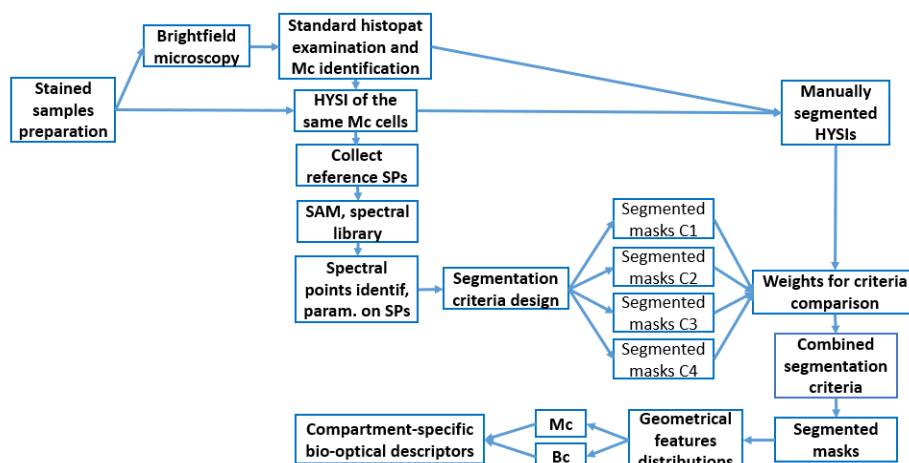 Stained
samples
preparation
Brightfield
microscopy
Standard histopat
examination and
Mc identification
HYSI of the
same Mc cells
Manually
segmented
HYSIs
Collect
reference SPs
SAM, spectral
library
Spectral
points identif,
param. on SPs
Segmentation
criteria design
Segmented
masks C1
Segmented
masks C2
Segmented
masks C3
Segmented
masks C4
Weights for criteria
comparison
Combined
segmentation
criteria
Segmented
masks
Geometrical
features
distributions
Mc
Bc
Compartment-specific
bio-optical descriptors